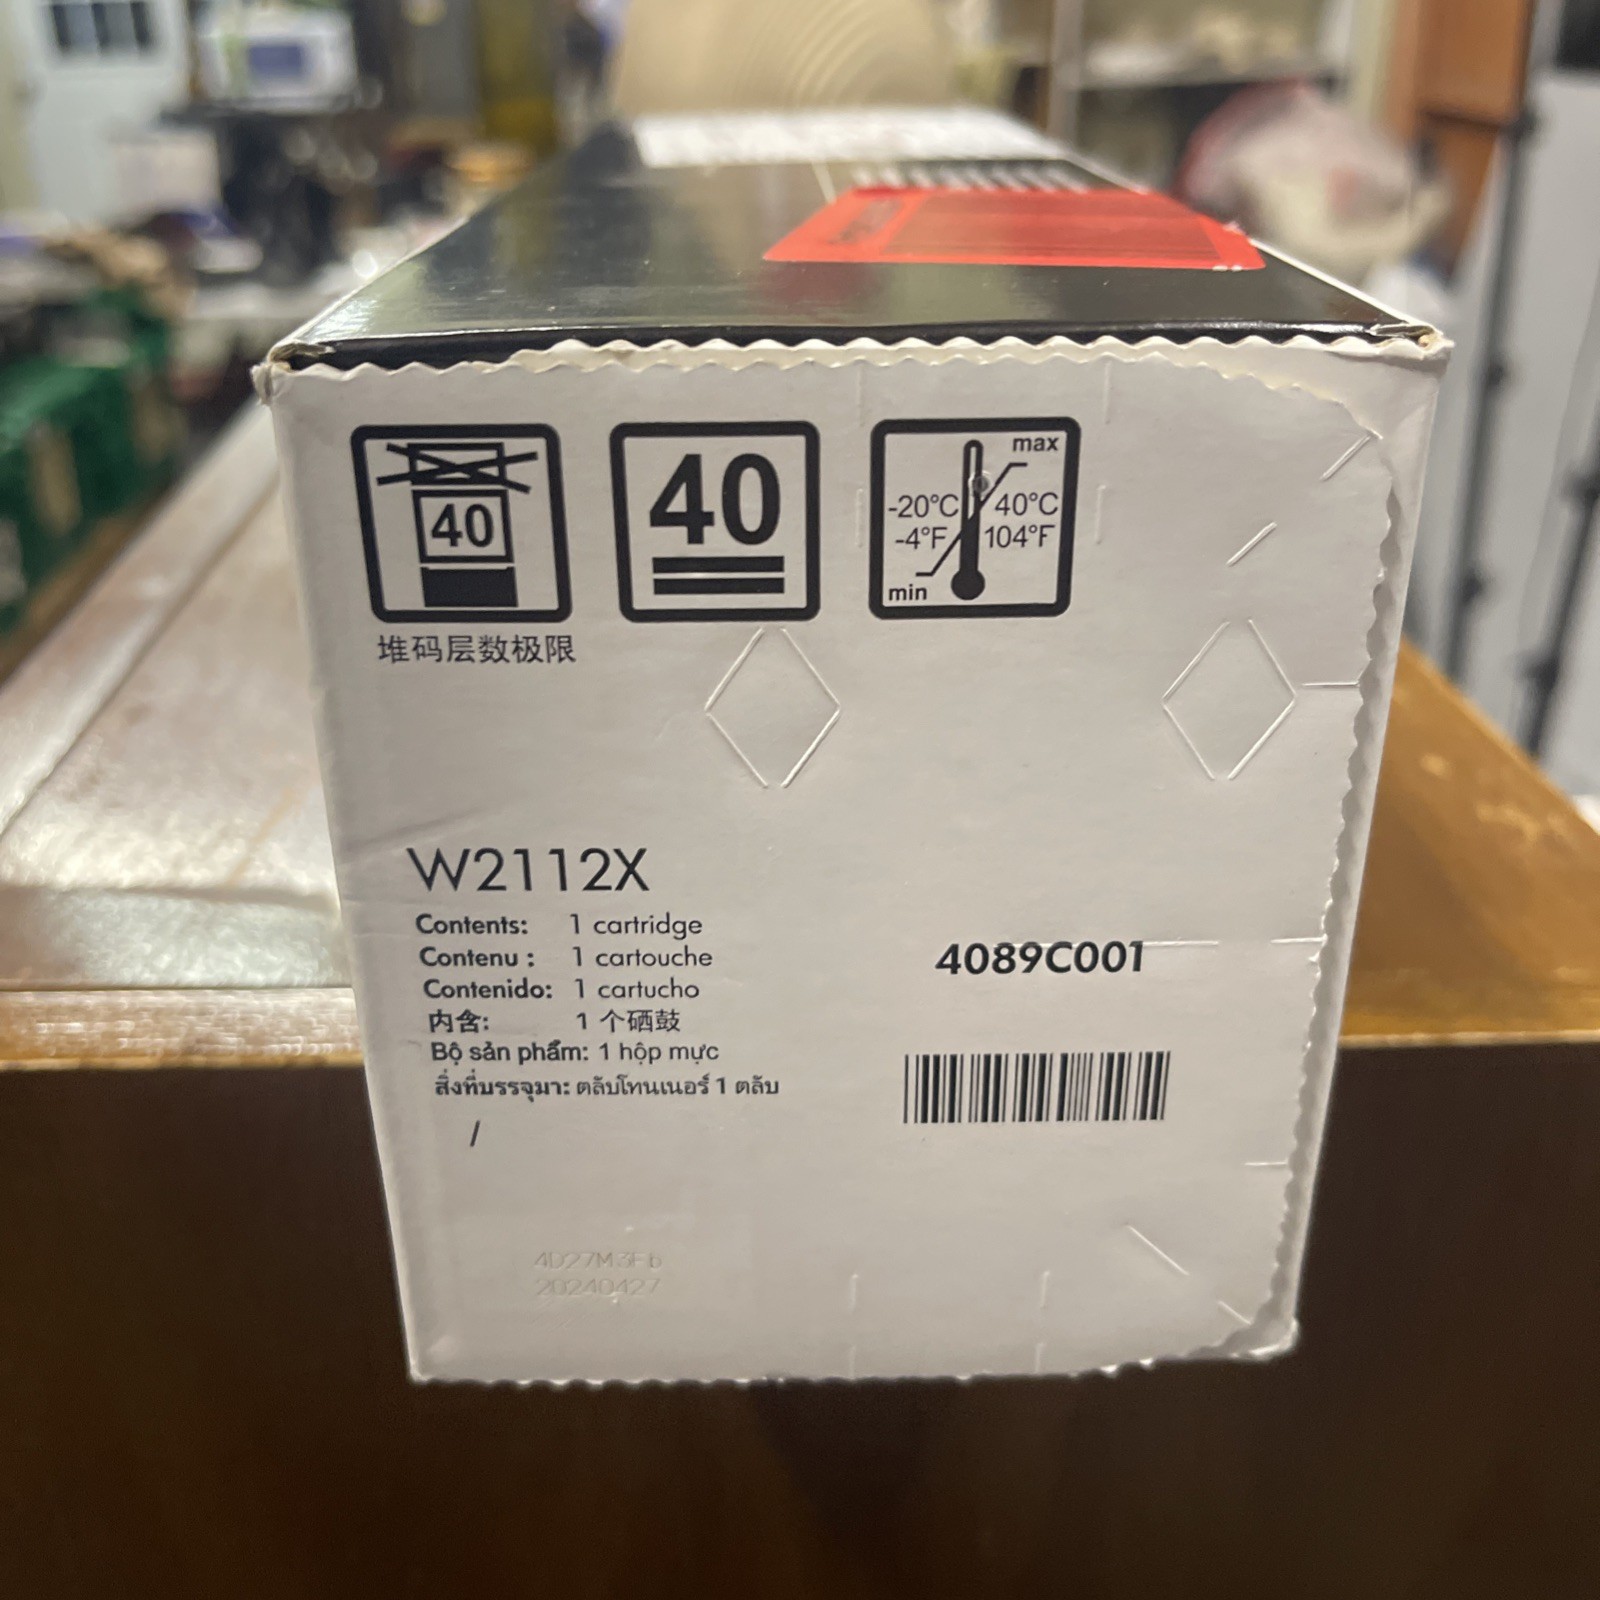 40
堆码层数极限
40
max
-20°C 40°C
-4°F 104°F
min
W2112X
Contents: 1 cartridge
Contenu : 1 cartouche
Contenido: 1 cartucho
内含: 1 个硒鼓
Bộ sản phẩm: 1 hộp mực
สิ่งที่บรรจุมา: ตลับโทนเนอร์ 1 ตลับ
/
4089C001
20240427